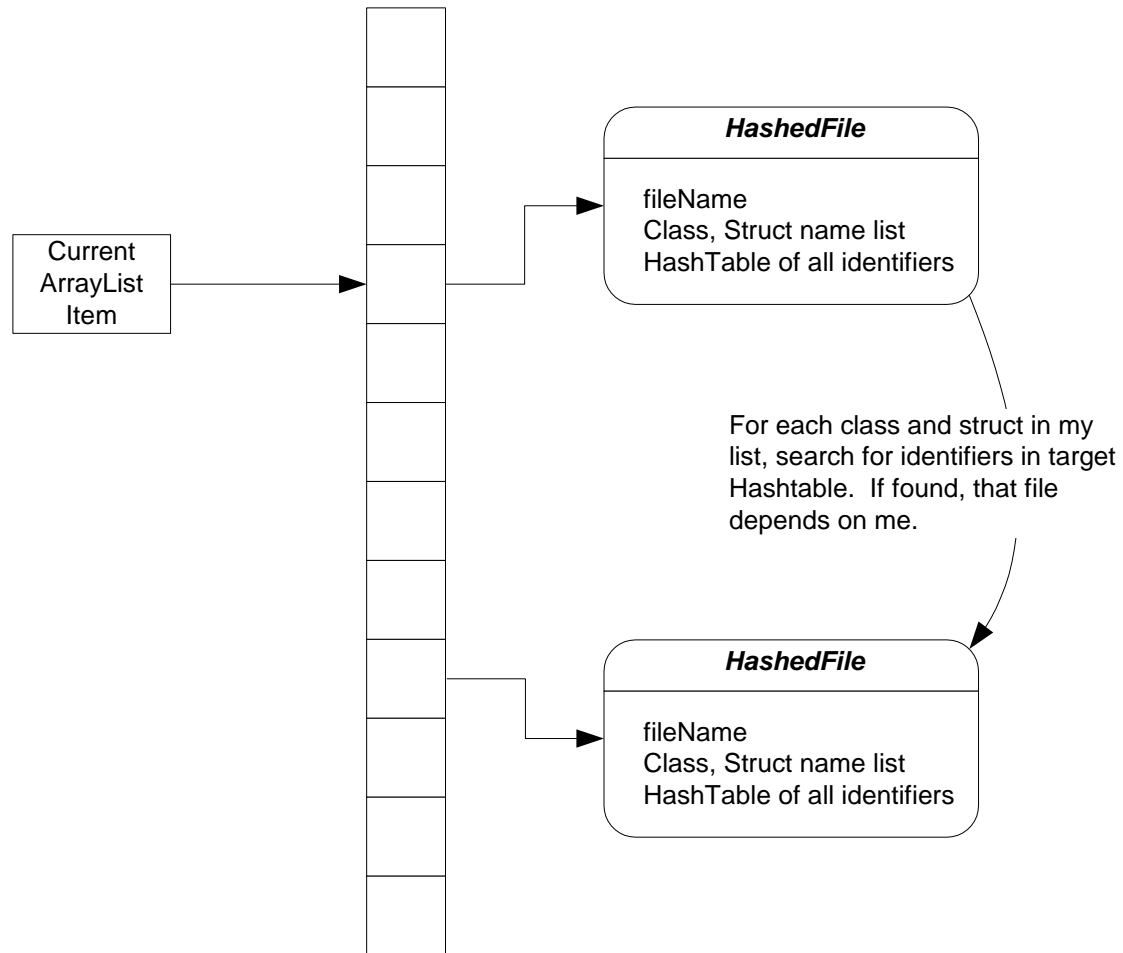 HashedFile
fileName
Class, Struct name list
HashTable of all identifiers
Current
ArrayList
Item
For each class and struct in my
list, search for identifiers in target
Hashtable.  If found, that file
depends on me.
HashedFile
fileName
Class, Struct name list
HashTable of all identifiers